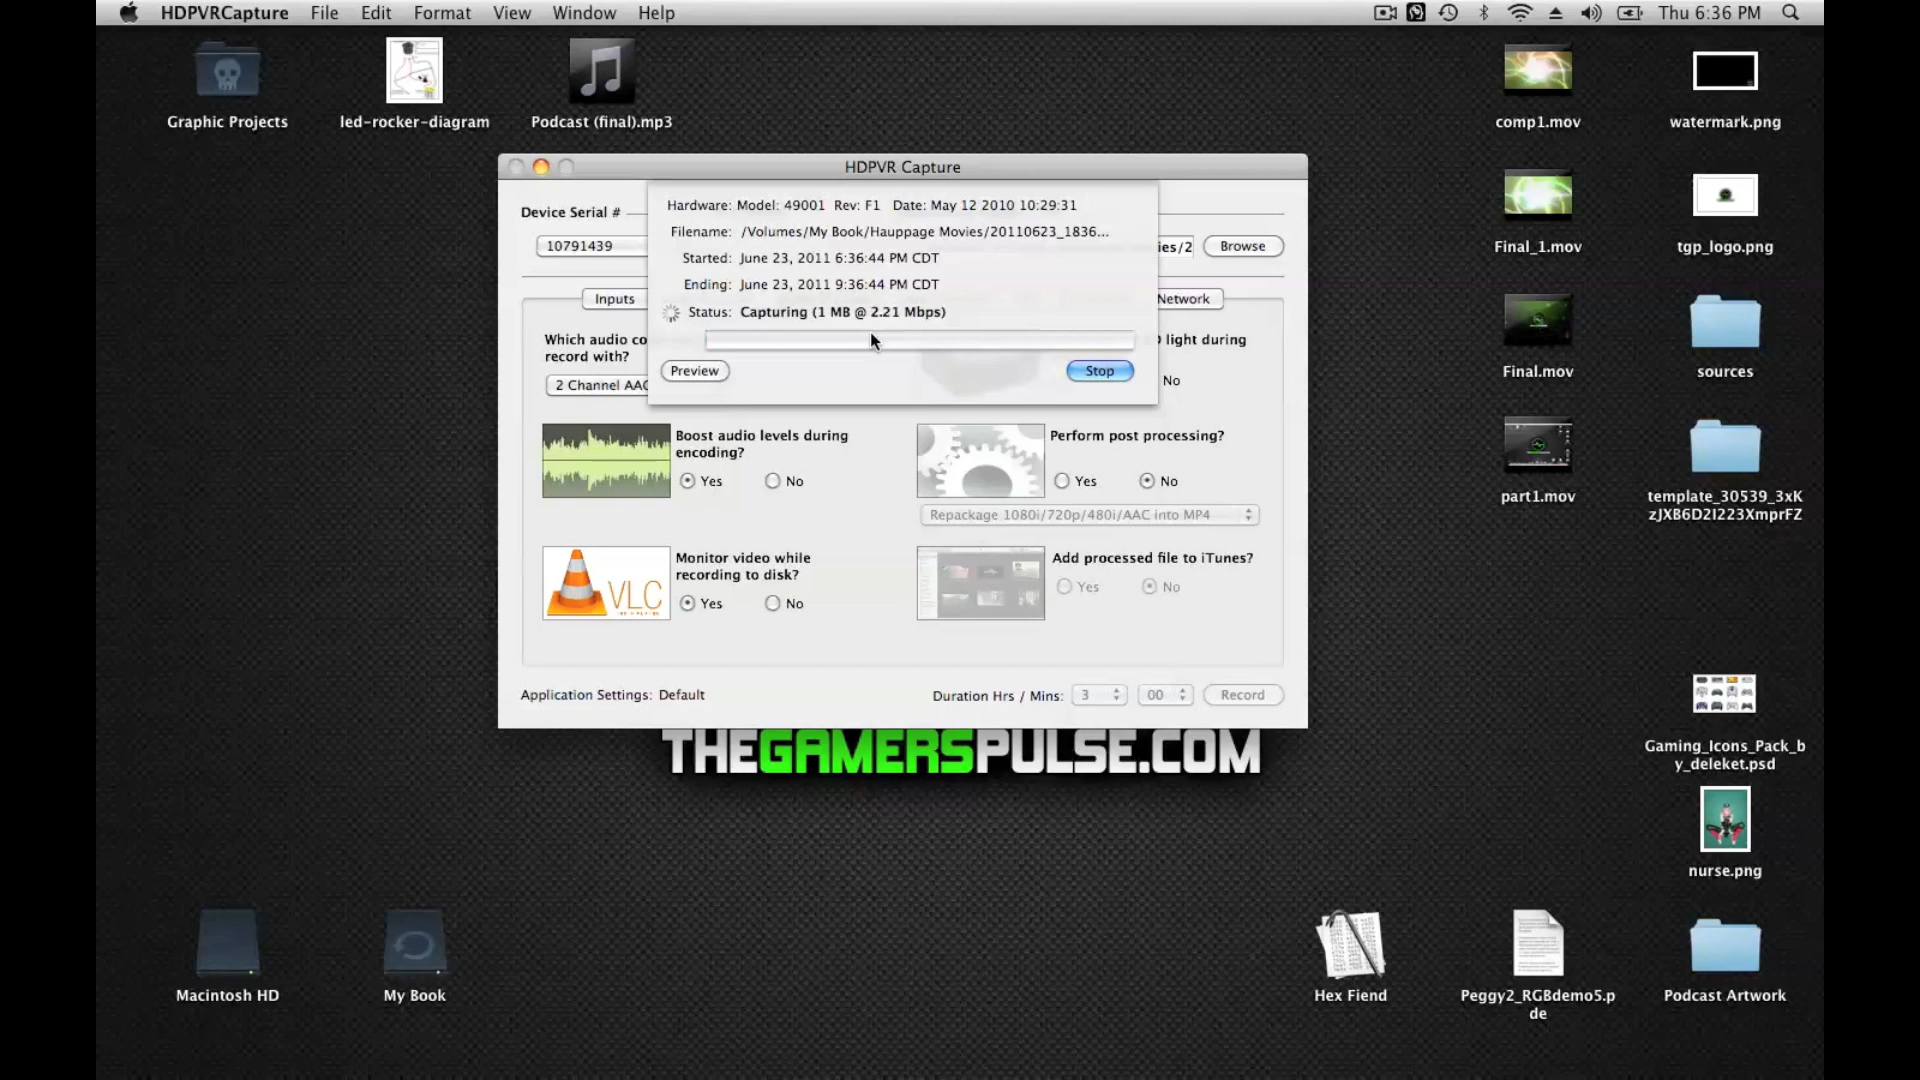 HDPVRCapture File Edit Format View Window Help Thu 6:36 PM
Graphic Projects
led-rocker-diagram
Podcast (final).mp3
comp1.mov
watermark.png
HDPVR Capture
Hardware: Model: 49001 Rev: F1 Date: May 12 2010 10:29:31
Device Serial #
Filename: /Volumes/My Book/Hauppage Movies/20110623_1836...
10791439
ies/2
Browse
Final_1.mov
tgp_logo.png
Started: June 23, 2011 6:36:44 PM CDT
Ending: June 23, 2011 9:36:44 PM CDT
Inputs
Network
Status: Capturing (1 MB @ 2.21 Mbps)
Which audio co
record with?
light during
Preview
Stop
2 Channel AAC
No
Final.mov
sources
Boost audio levels during
encoding?
Yes No
Perform post processing?
Yes No
Repackage 1080i/720p/480i/AAC into MP4
part1.mov
template_30539_3xK
zJXB6D2I223XmprFZ
VLC
Monitor video while
recording to disk?
Yes No
Add processed file to iTunes?
Yes No
Application Settings: Default
Duration Hrs / Mins: 3 00 Record
THEGAMERSPULSE.COM
Gaming_Icons_Pack_b
y_deleket.psd
nurse.png
Macintosh HD
My Book
Hex Fiend
Peggy2_RGBdemo5.p
de
Podcast Artwork